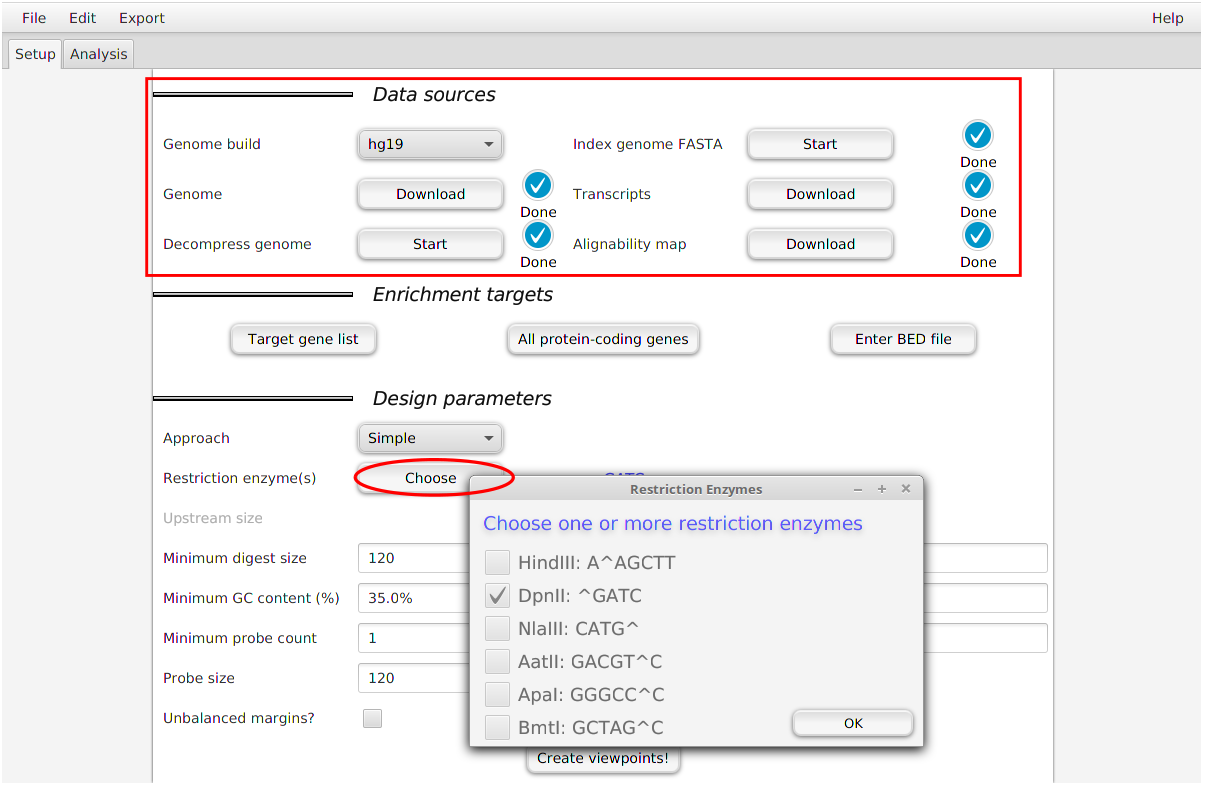 File Edit Export Help
Setup Analysis
Data sources
Genome build hg19 Index genome FASTA Start Done
Genome Download Done Transcripts Download Done
Decompress genome Start Done Alignability map Download Done
Enrichment targets
Target gene list All protein-coding genes Enter BED file
Design parameters
Approach Simple
Restriction enzyme(s) Choose GATC
Upstream size
Minimum digest size 120
Minimum GC content (%) 35.0%
Minimum probe count 1
Probe size 120
Unbalanced margins?
Restriction Enzymes
Choose one or more restriction enzymes
HindIII: A^AGCTT
DpnII: ^GATC
NlaIII: CATG^
AatII: GACGT^C
ApaI: GGGCC^C
BmtI: GCTAG^C
OK
Create viewpoints!